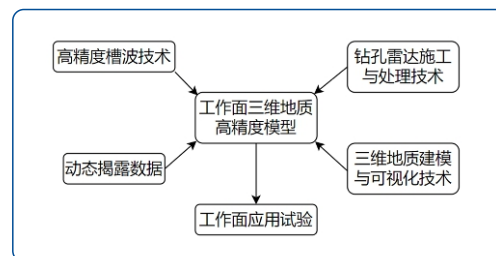 高精度槽波技术
钻孔雷达施工
与处理技术
工作面三维地质
高精度模型
动态揭露数据
三维地质建模
与可视化技术
工作面应用试验